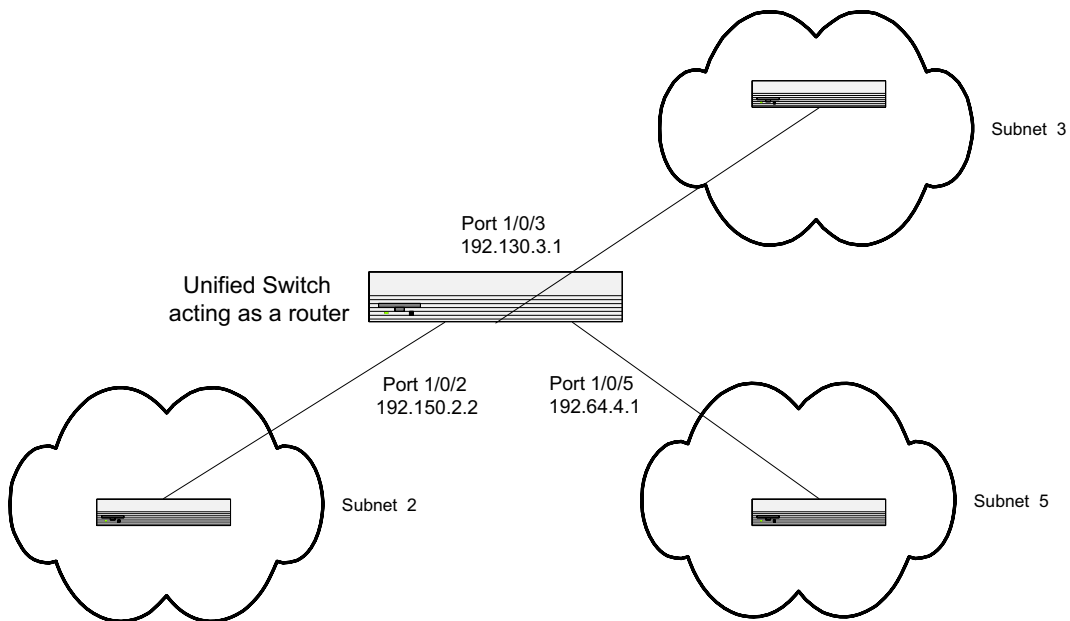 Subnet 3
Port 1/0/3
192.130.3.1
Unified Switch
acting as a router
Port 1/0/2
192.150.2.2
Port 1/0/5
192.64.4.1
Subnet 2
Subnet 5